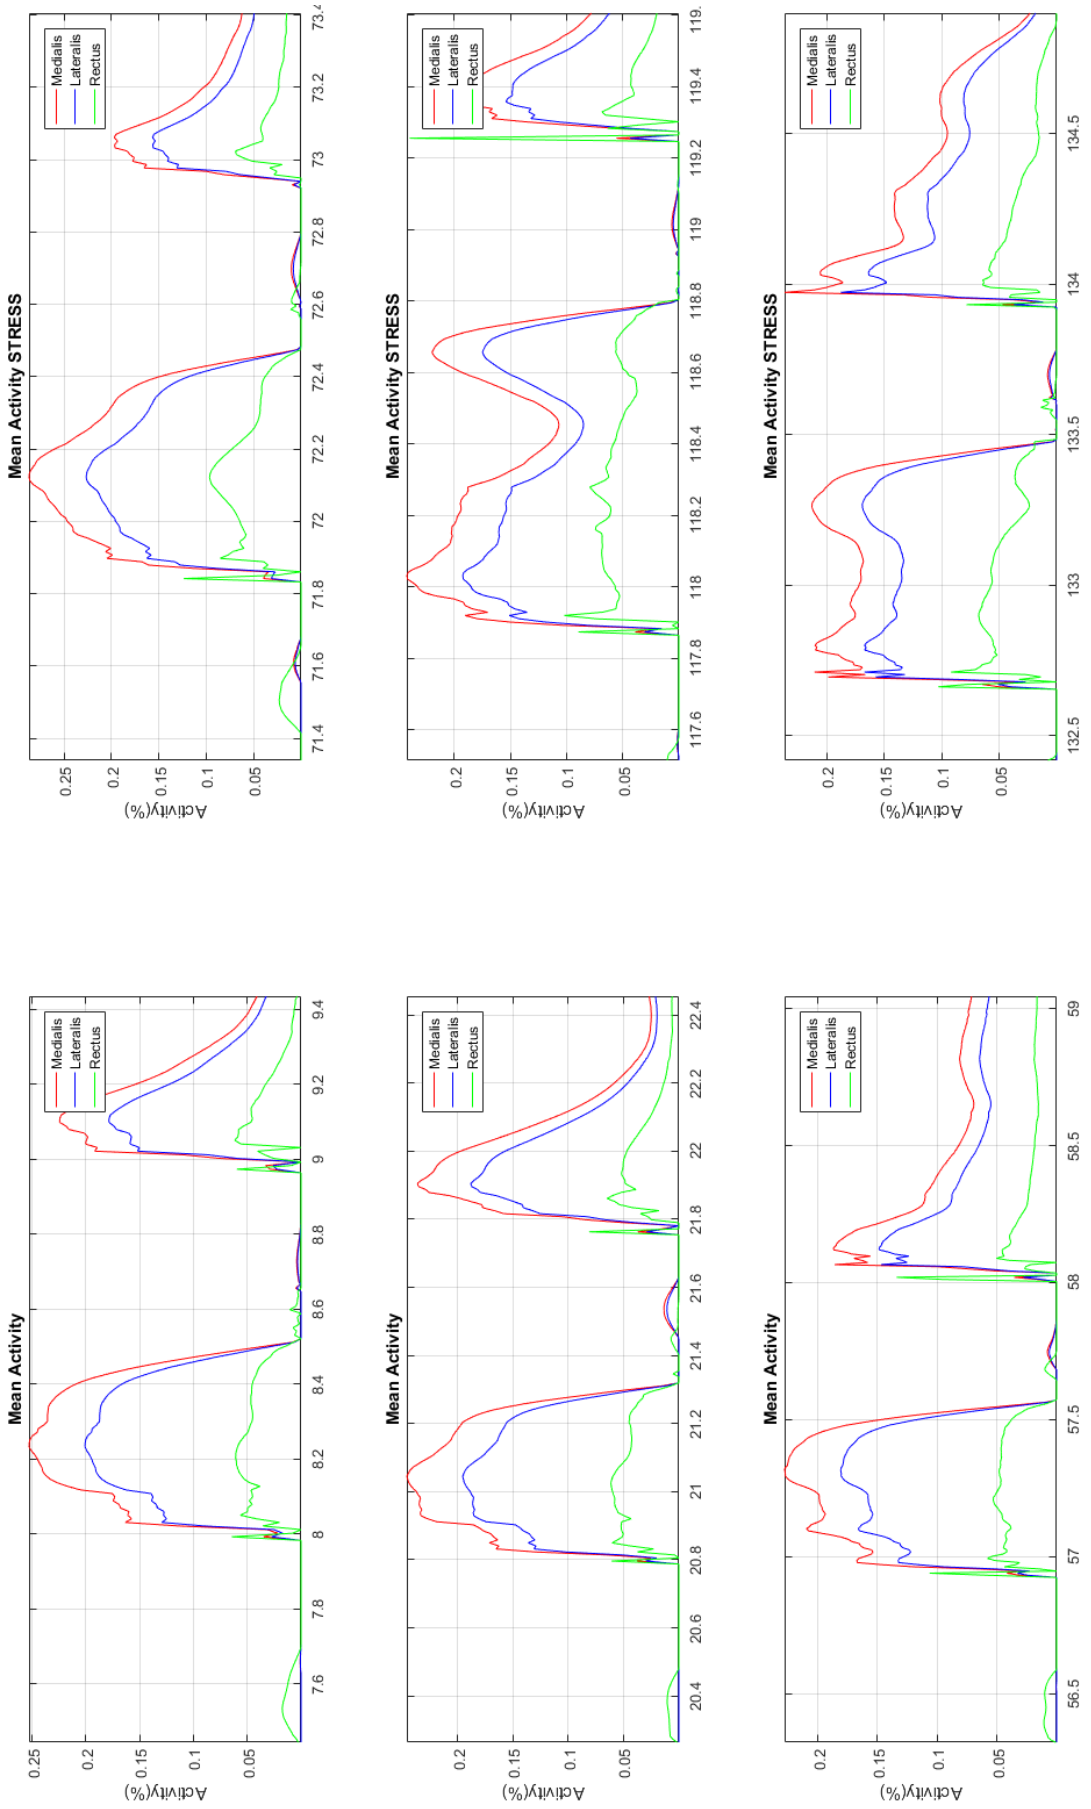 Mean Activity
Activity(%)
0.25
0.2
0.15
0.1
0.05
Medialis
Lateralis
Rectus
7.6 7.8 8 8.2 8.4 8.6 8.8 9 9.2 9.4
Mean Activity STRESS
Activity(%)
0.25
0.2
0.15
0.1
0.05
Medialis
Lateralis
Rectus
71.4 71.6 71.8 72 72.2 72.4 72.6 72.8 73 73.2 73.4
Mean Activity
Activity(%)
0.2
0.15
0.1
0.05
Medialis
Lateralis
Rectus
20.4 20.6 20.8 21 21.2 21.4 21.6 21.8 22 22.2 22.4
Mean Activity STRESS
Activity(%)
0.2
0.15
0.1
0.05
Medialis
Lateralis
Rectus
117.6 117.8 118 118.2 118.4 118.6 118.8 119 119.2 119.4 119.
Mean Activity
Activity(%)
0.2
0.15
0.1
0.05
Medialis
Lateralis
Rectus
56.5 57 57.5 58 58.5 59
Mean Activity STRESS
Activity(%)
0.2
0.15
0.1
0.05
Medialis
Lateralis
Rectus
132.5 133 133.5 134 134.5